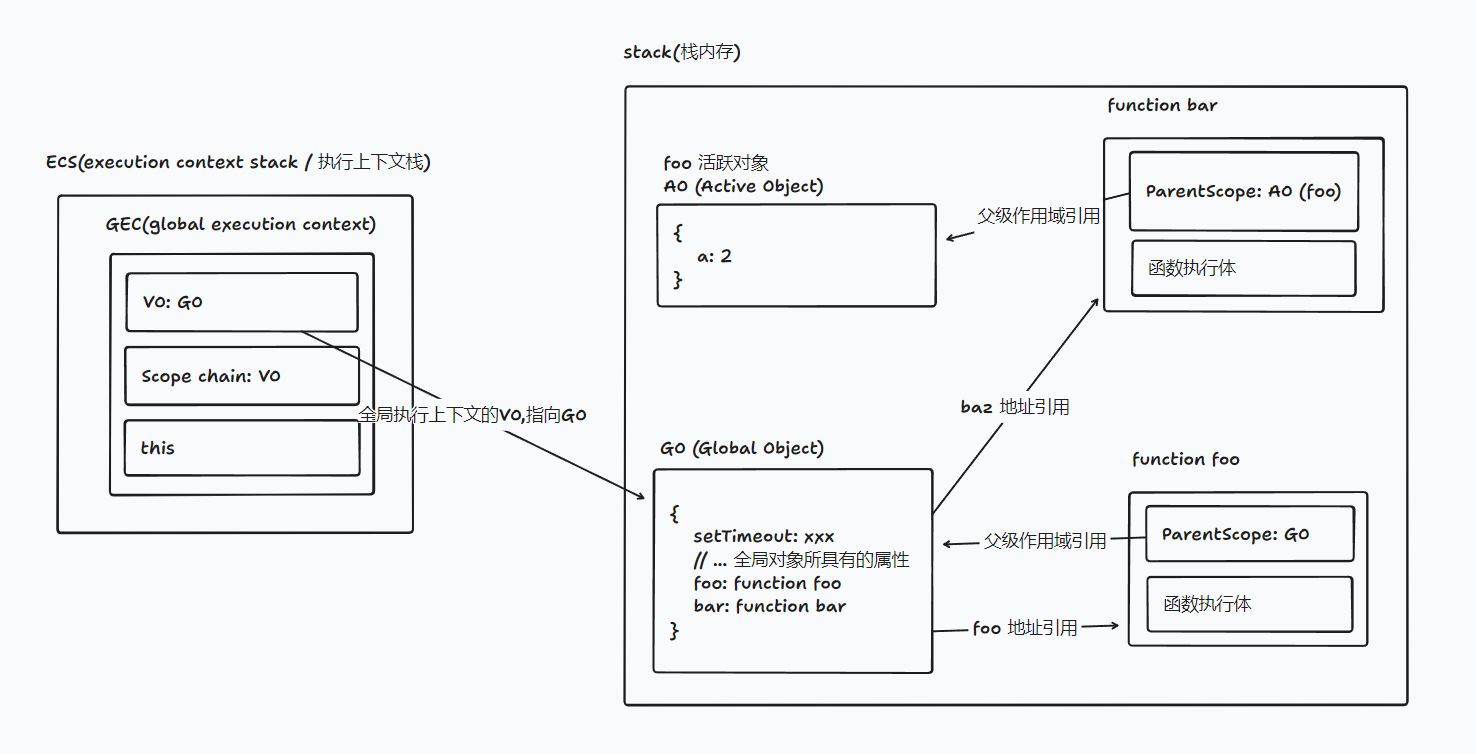 stack(栈内存)
ECS(execution context stack / 执行上下文栈)
GEC(global execution context)
VO: GO
Scope chain: VO
this
全局执行上下文的VO,指向GO
foo 活跃对象
AO (Active Object)
{
a: 2
}
function bar
ParentScope: AO (foo)
函数执行体
父级作用域引用
baz 地址引用
GO (Global Object)
{
setTimeout: xxx
// ... 全局对象所具有的属性
foo: function foo
bar: function bar
}
function foo
ParentScope: GO
函数执行体
父级作用域引用
foo 地址引用